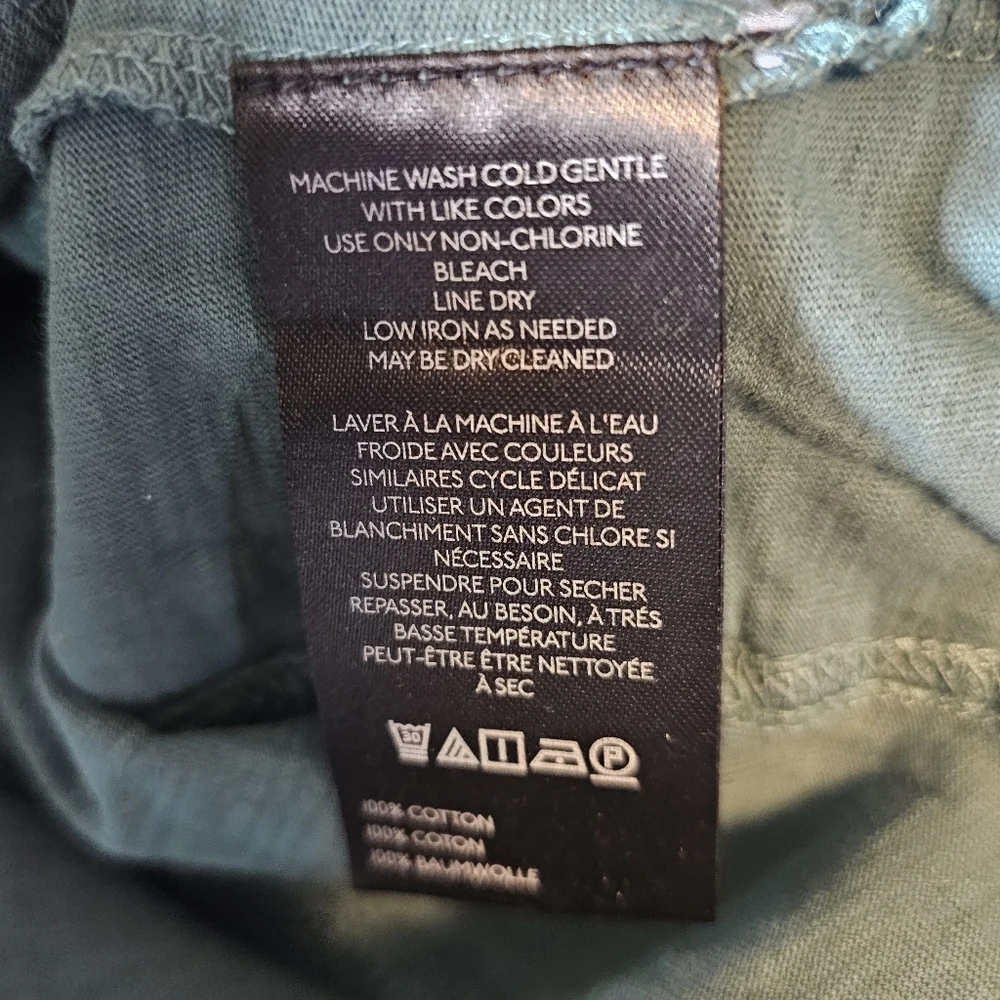 MACHINE WASH COLD GENTLE
WITH LIKE COLORS
USE ONLY NON-CHLORINE
BLEACH
LINE DRY
LOW IRON AS NEEDED
MAY BE DRY CLEANED
LAVER À LA MACHINE À L'EAU
FROIDE AVEC COULEURS
SIMILAIRES CYCLE DÉLICAT
UTILISER UN AGENT DE
BLANCHIMENT SANS CHLORE SI
NÉCESSAIRE
SUSPENDRE POUR SECHER
REPASSER, AU BESOIN, À TRÉS
BASSE TEMPÉRATURE
PEUT-ÊTRE ÊTRE NETTOYÉE
À SEC
30 P
100% COTTON
100% COTON
100% BAUMWOLLE